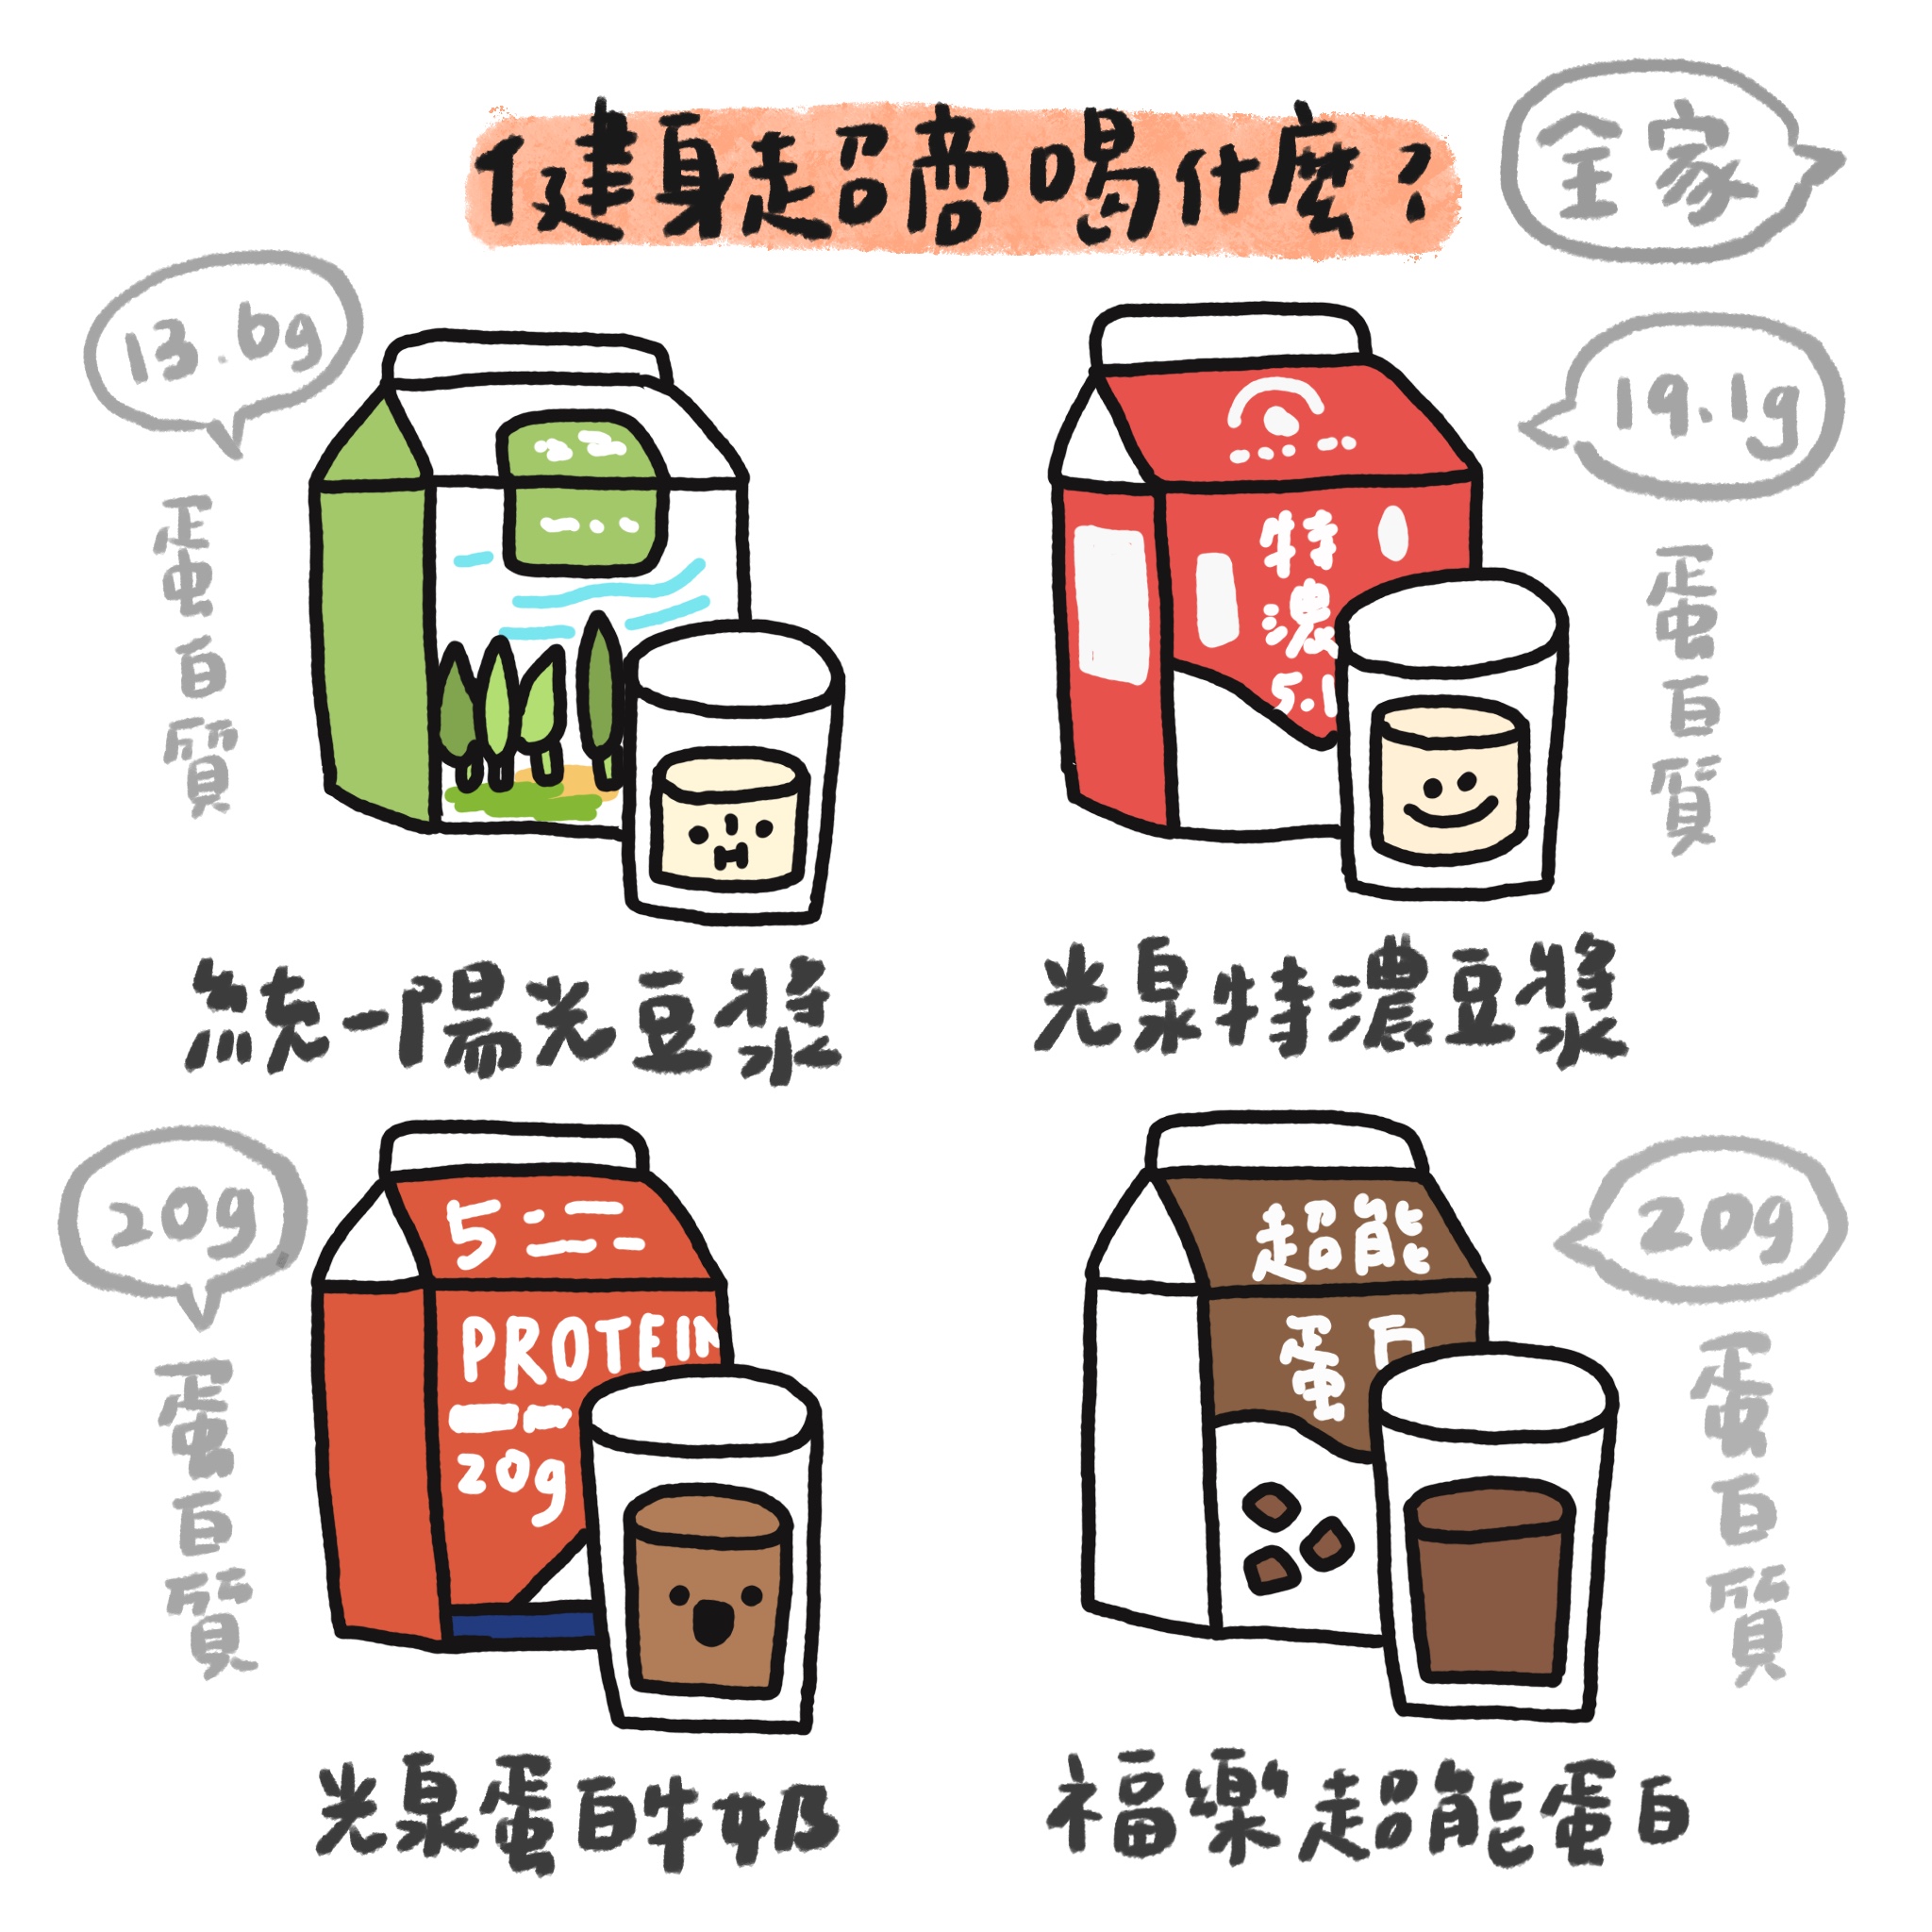 健身超商喝什麼?
全家
13.6g
蛋白質
特濃
5.1
19.1g
蛋白質
統一陽光豆漿
光泉特濃豆漿
20g
蛋白質
5
PROTEIN
20g
超能
蛋白
20g
蛋白質
光泉蛋白牛奶
福樂超能蛋白